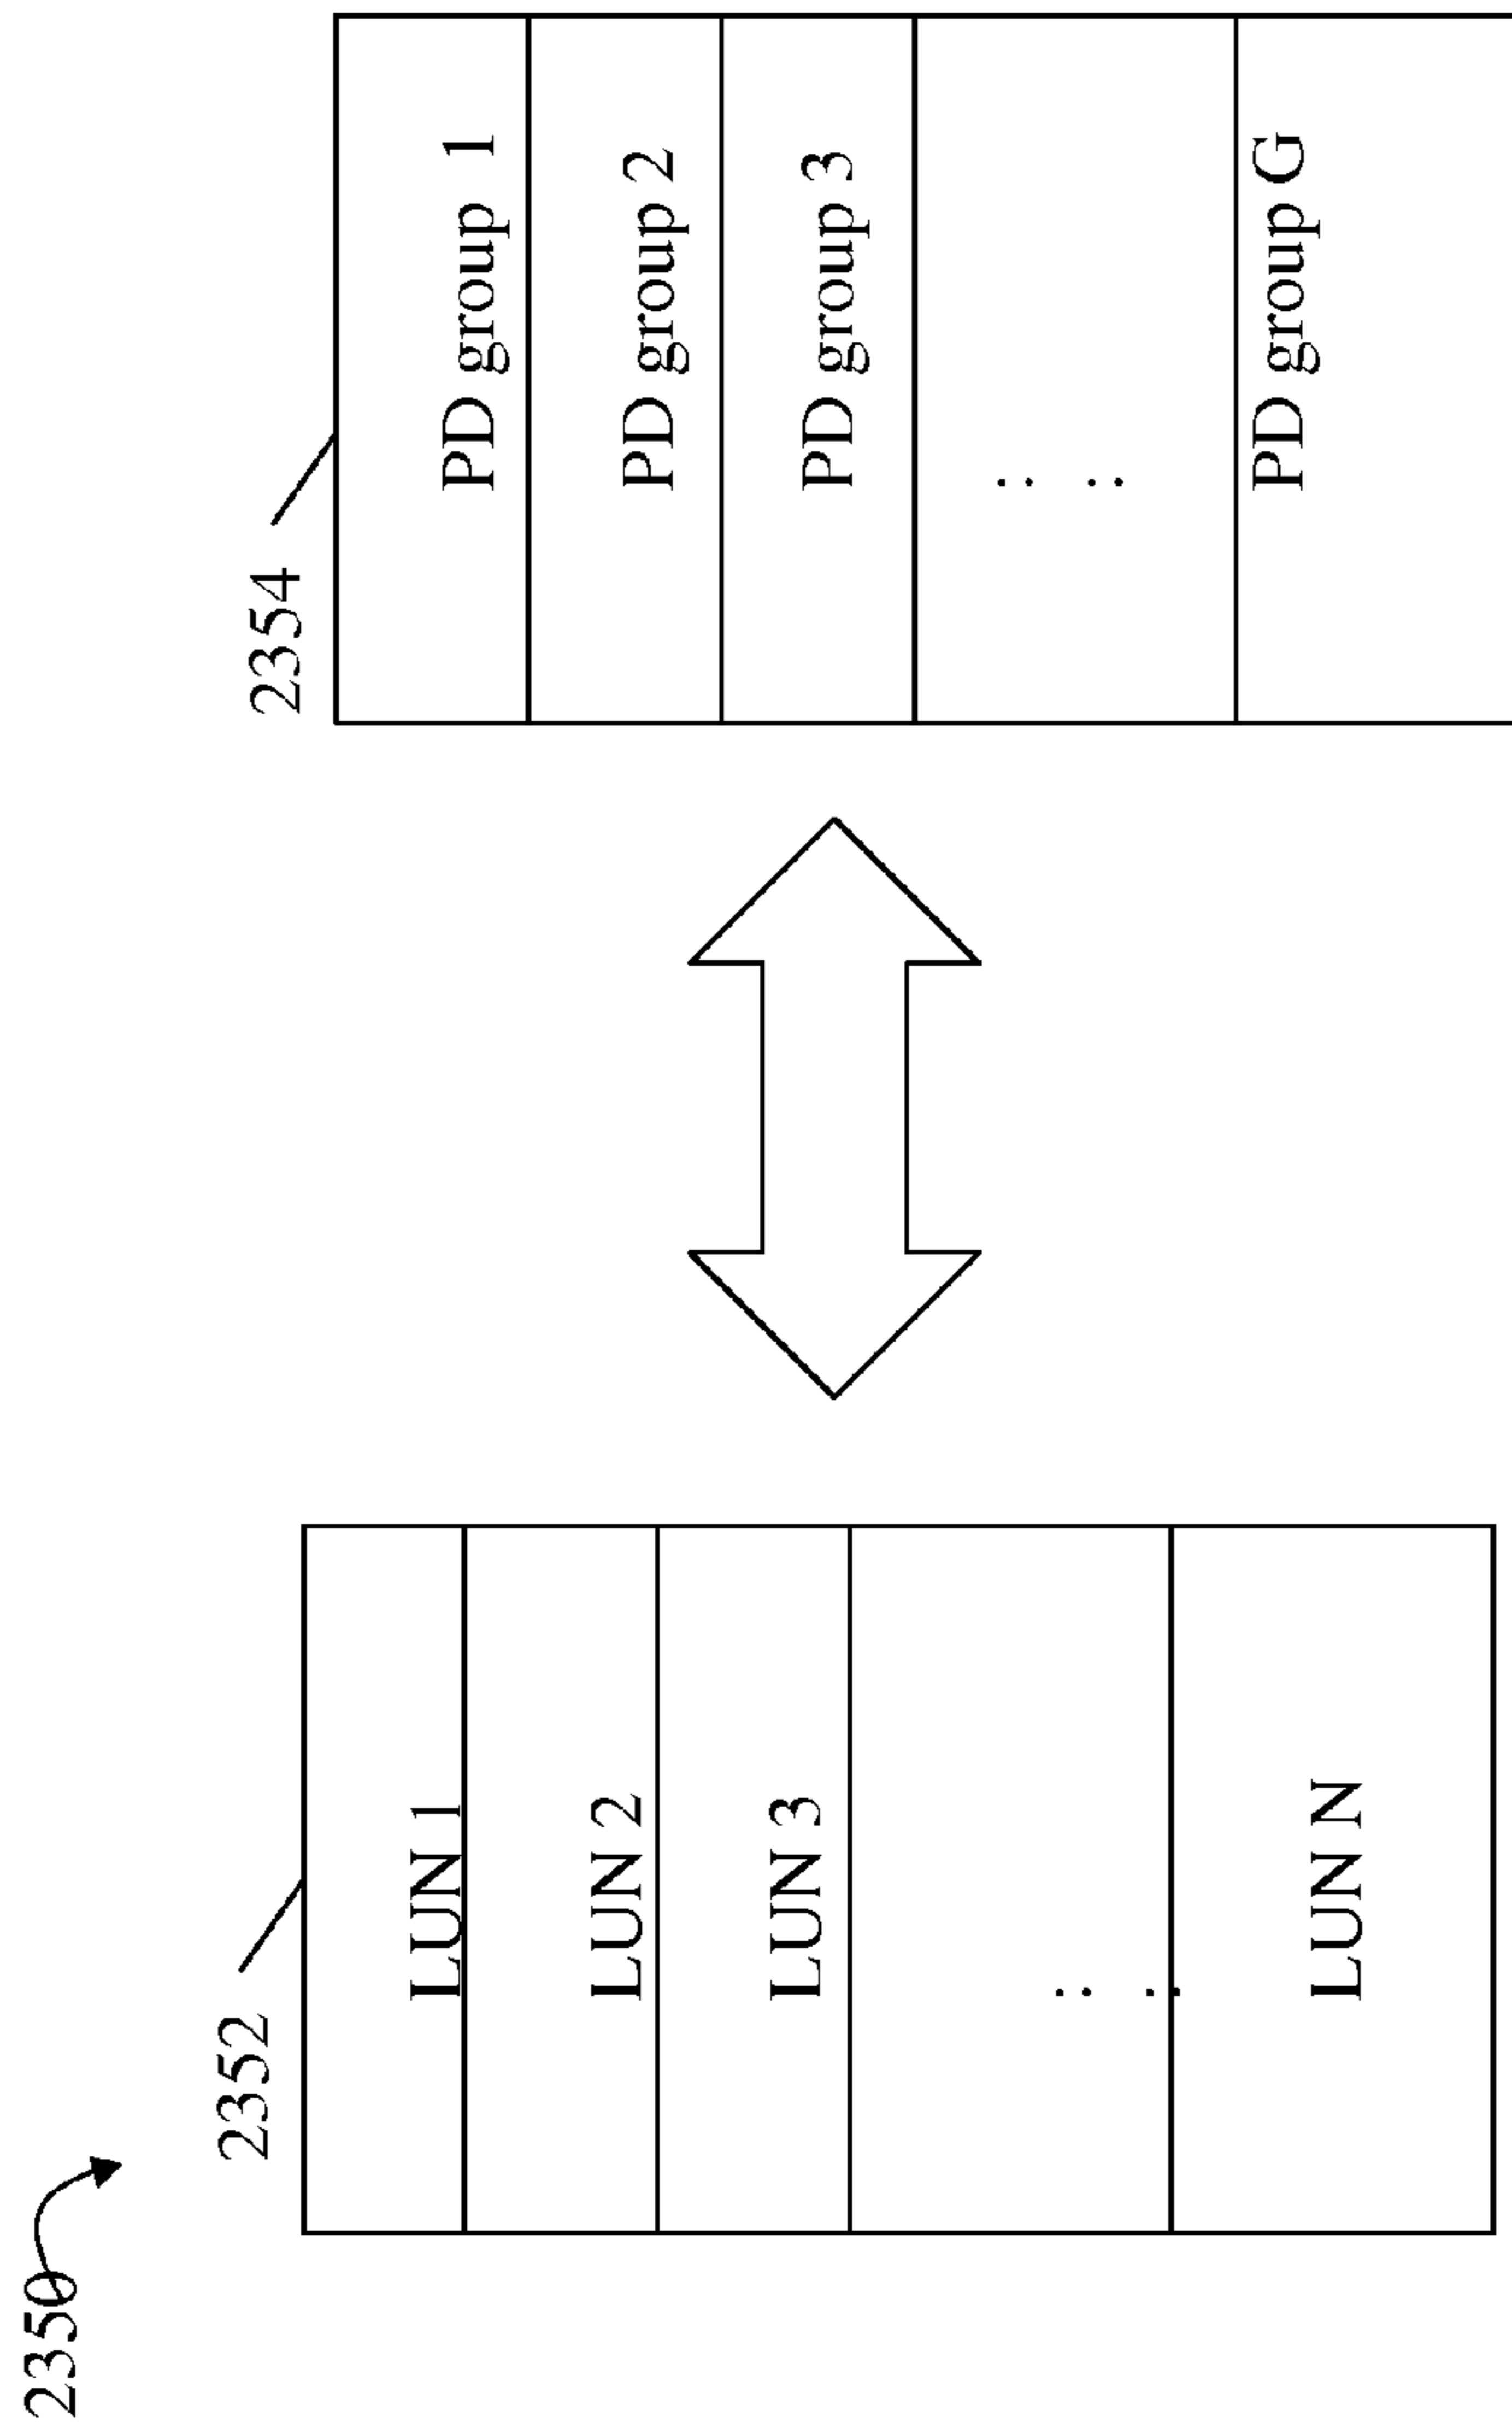 2350
2352
LUN 1
LUN 2
LUN 3
. .
. .
LUN N
2354
PD group 1
PD group 2
PD group 3
. .
. .
PD group G